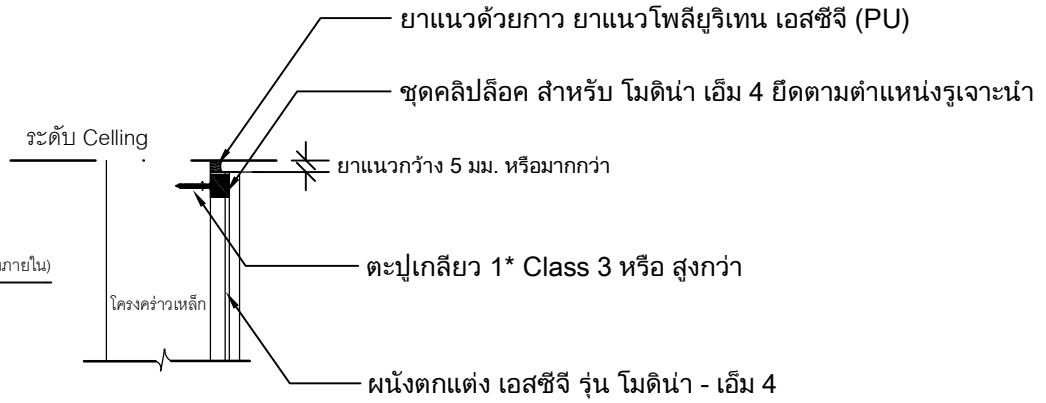 ยาแนวด้วยกาว ยาแนวโพลียูริเทน เอสซีจี (PU)
ชุดคลิปล็อค สำหรับ โมดิน่า เอ็ม 4 ยึดตามตำแหน่งรูเจาะนำ
ระดับ Celling
ยาแนวกว้าง 5 มม. หรือมากกว่า
ภายใน)
ตะปูเกลียว 1* Class 3 หรือ สูงกว่า
โครงคร่าวเหล็ก
ผนังตกแต่ง เอสซีจี รุ่น โมดิน่า - เอ็ม 4